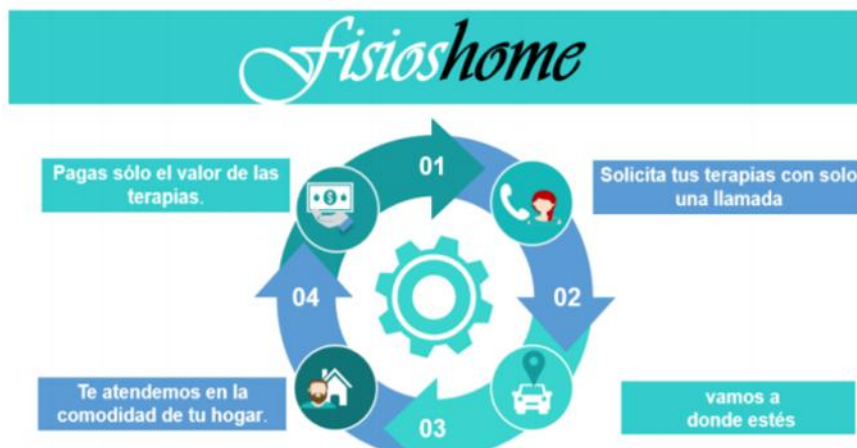 fisioshome
Pagas sólo el valor de las
terapias.
01
Solicita tus terapias con solo
una llamada
$
04
02
Te atendemos en la
comodidad de tu hogar.
03
vamos a
donde estés